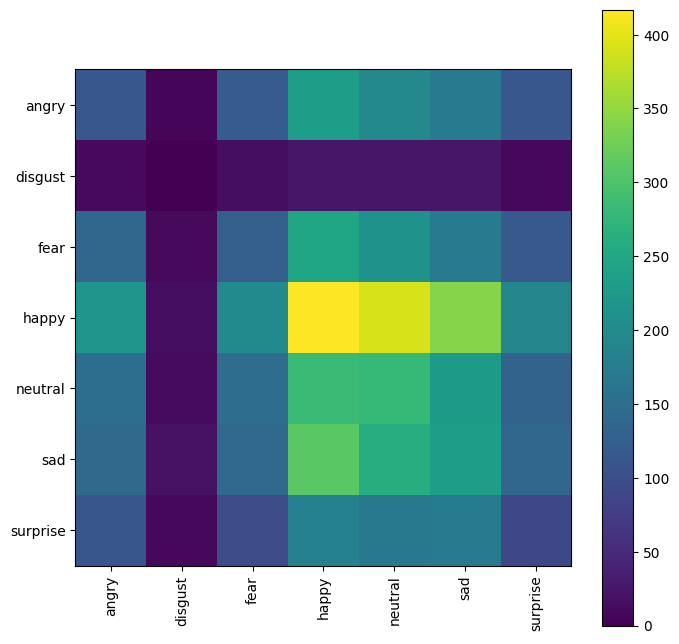 angry
disgust
fear
happy
neutral
sad
surprise
angry
disgust
fear
happy
neutral
sad
surprise
400
350
300
250
200
150
100
50
0